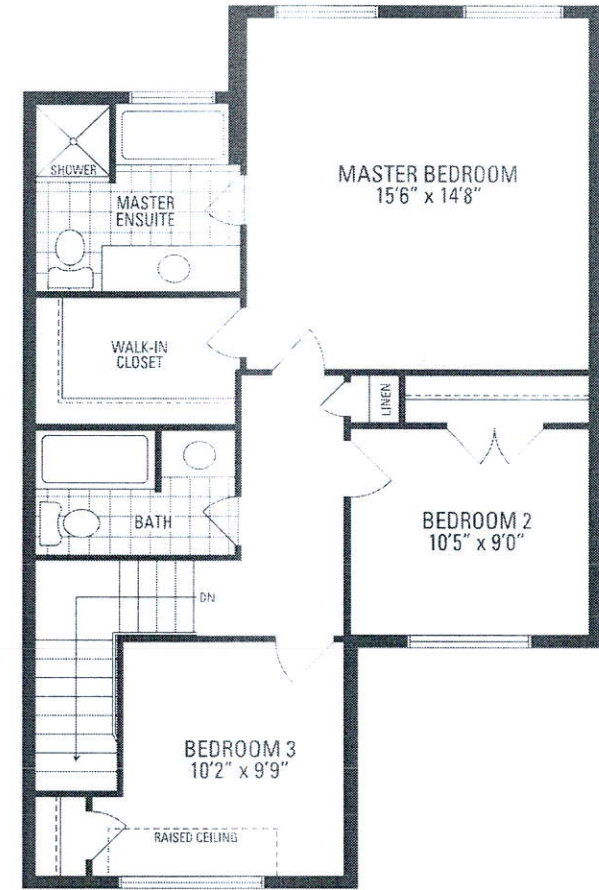 MASTER BEDROOM
15'6" x 14'8"
SHOWER
MASTER
ENSUITE
WALK-IN
CLOSET
LINEN
BATH
BEDROOM 2
10'5" x 9'0"
DN
BEDROOM 3
10'2" x 9'9"
RAISED CEILING